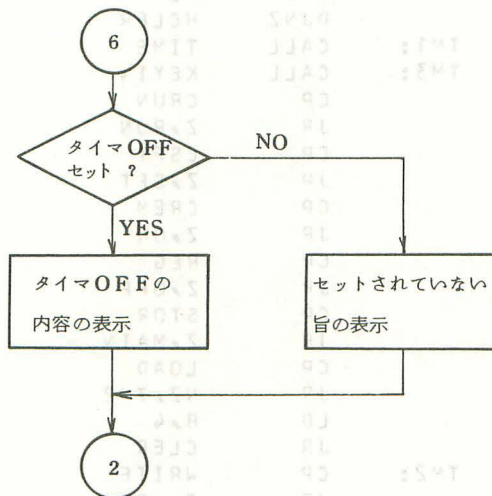 6
タイマOFF
セット ?
NO
YES
タイマOFFの
内容の表示
セットされていない
旨の表示
2